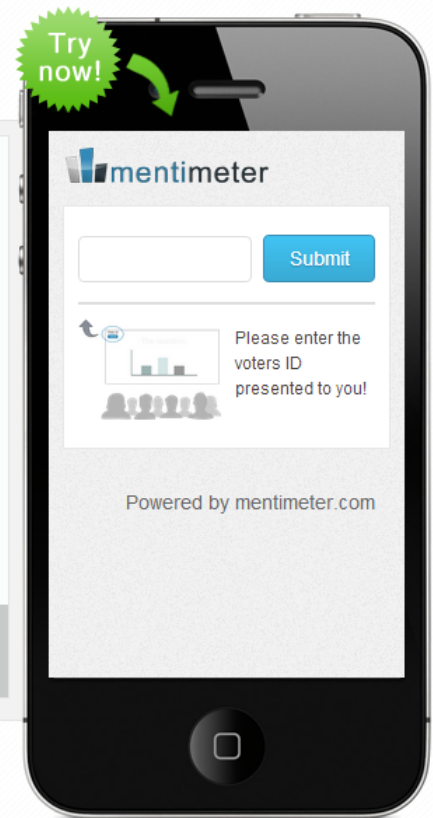 Try
now!
mentimeter
Submit
Please enter the
voters ID
presented to you!
Powered by mentimeter.com